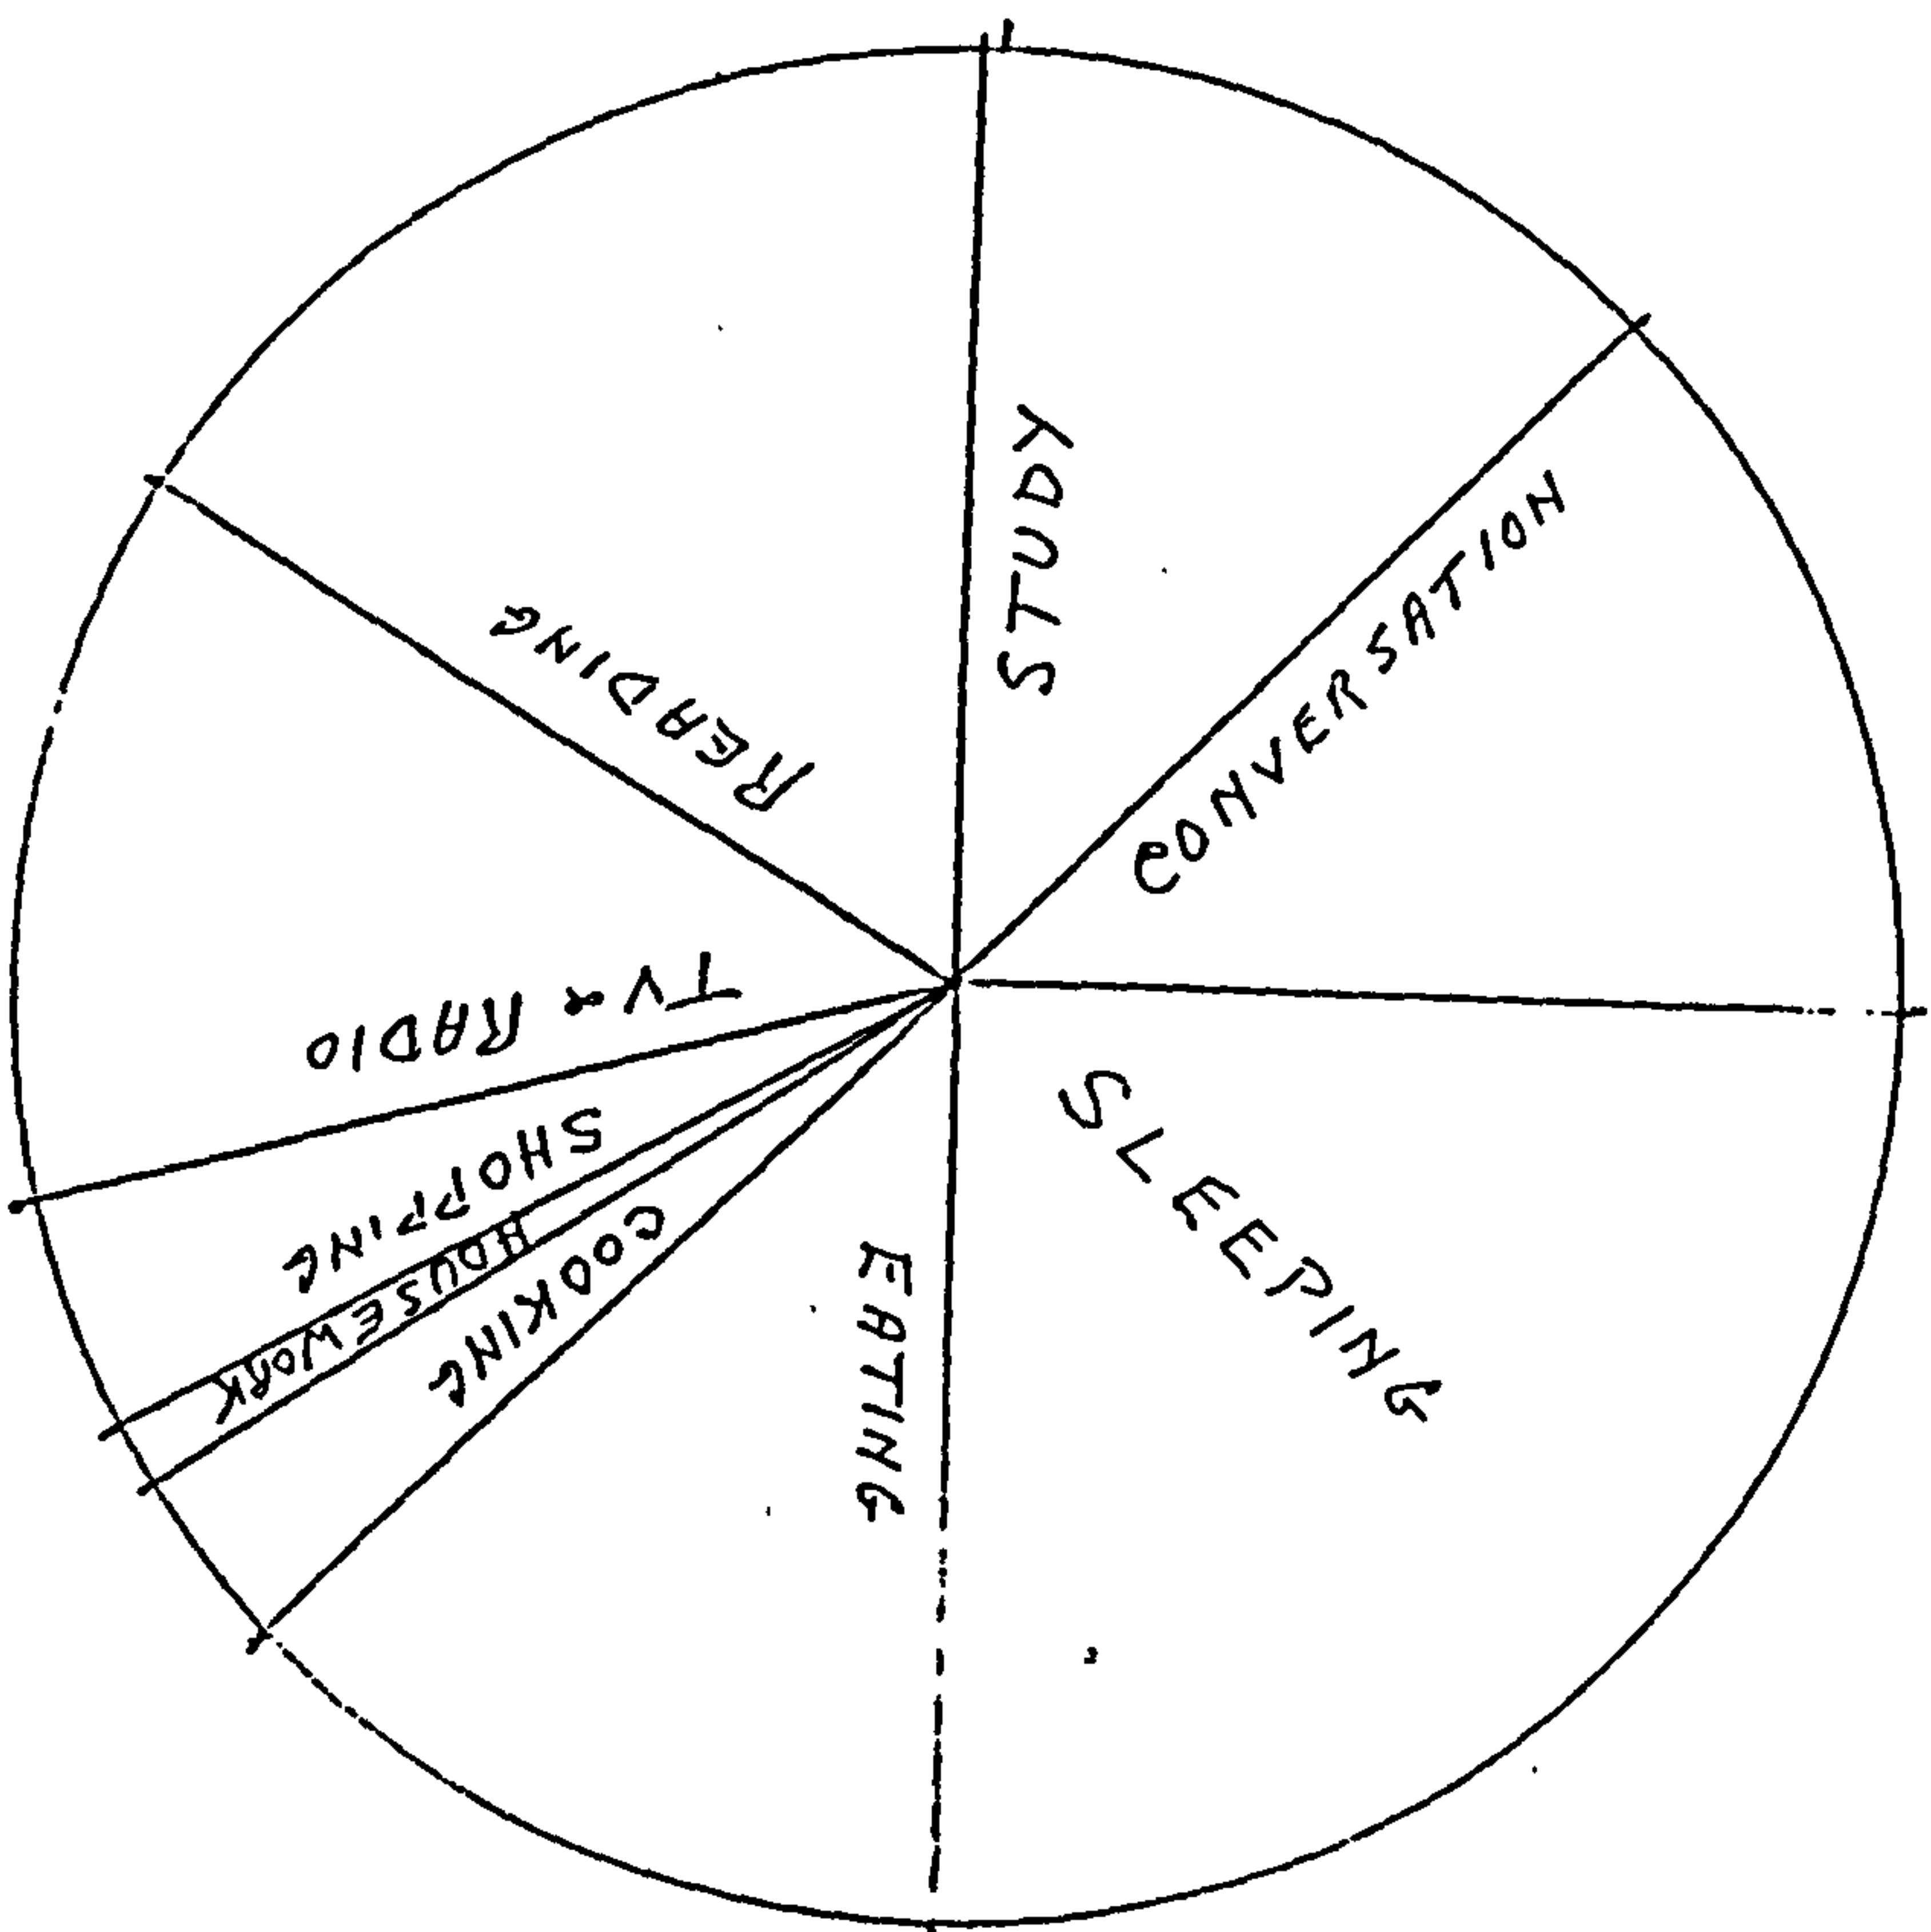 STUDY
CONVERSATION
SLEEPING
EATING
COOKING
HOUSEWORK
SHOPPING
TV & RADIO
READING